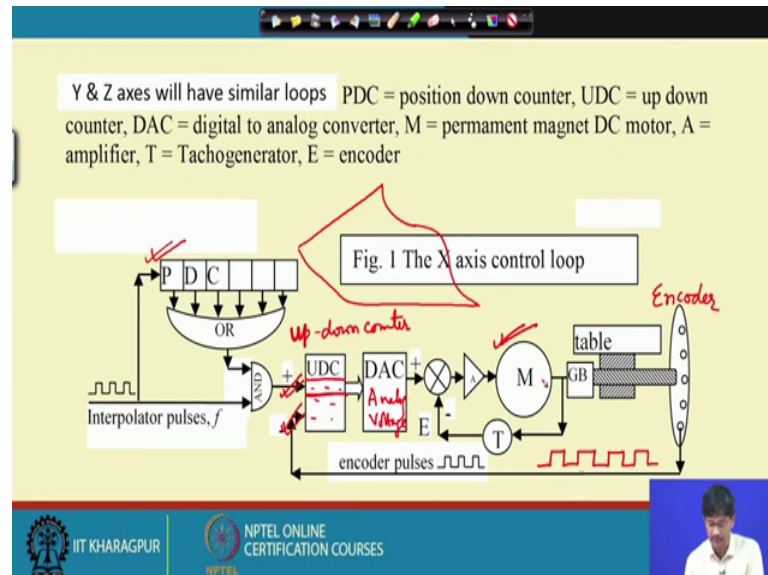 Y & Z axes will have similar loops PDC = position down counter, UDC = up down
counter, DAC = digital to analog converter, M = permament magnet DC motor, A =
amplifier, T = Tachogenerator, E = encoder
Fig. 1 The X axis control loop
Encoder
P D C
OR
up-down counter
table
+ UDC DAC + A M GB
AND
Analog
Voltage
Interpolator pulses, f
E - T
encoder pulses
IIT KHARAGPUR
NPTEL ONLINE
CERTIFICATION COURSES
NPTEL